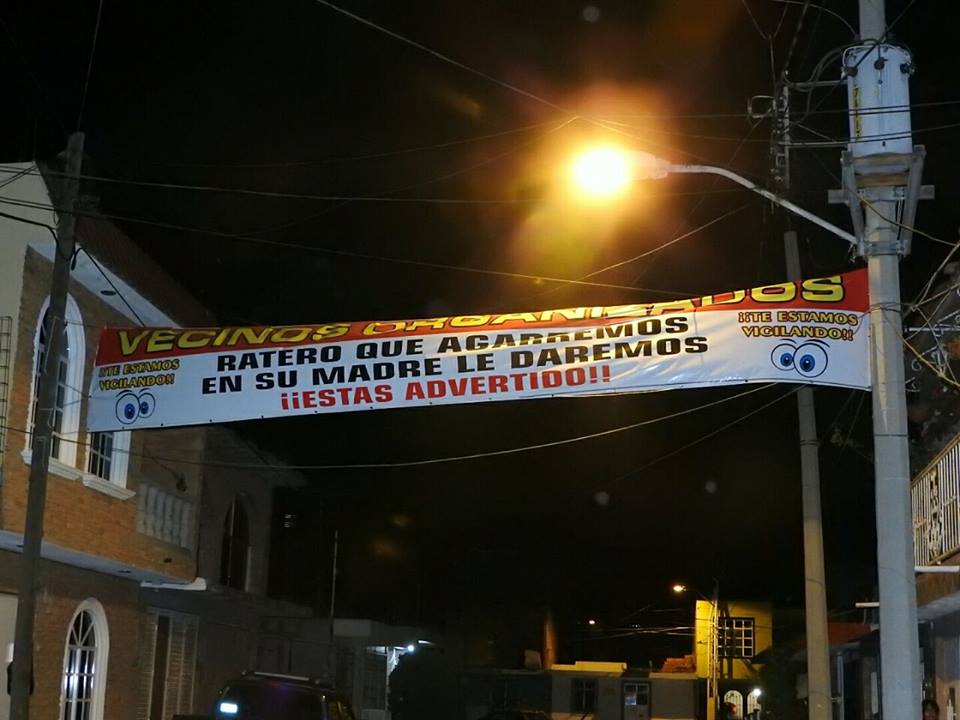 VECINOS ORGANIZADOS
¡¡TE ESTAMOS
VIGILANDO!!
RATERO QUE AGARREMOS
EN SU MADRE LE DAREMOS
¡¡ESTAS ADVERTIDO!!
¡¡TE ESTAMOS
VIGILANDO!!